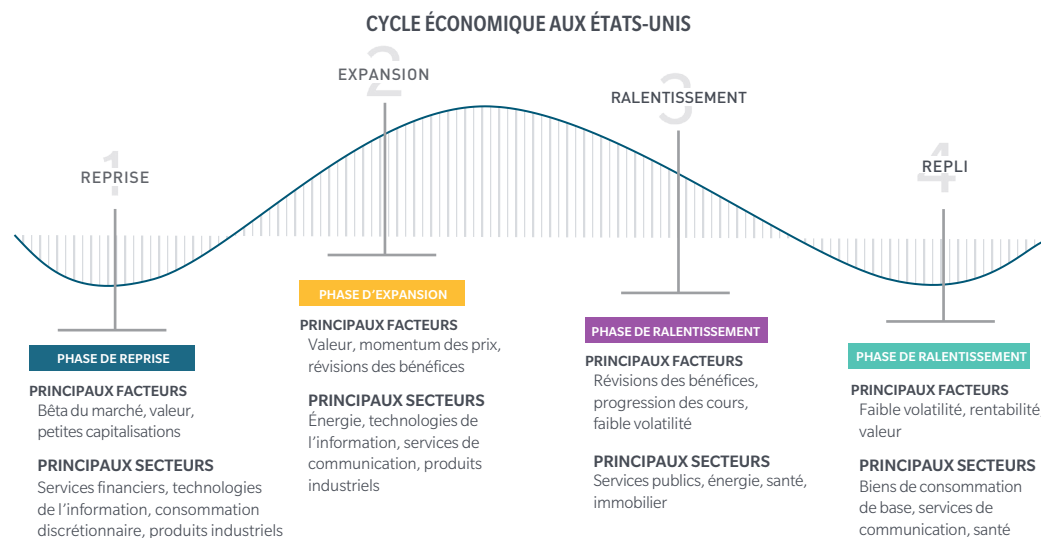 CYCLE ÉCONOMIQUE AUX ÉTATS-UNIS
1
REPRISE
2
EXPANSION
3
RALENTISSEMENT
4
REPLI
PHASE DE REPRISE
PRINCIPAUX FACTEURS
Bêta du marché, valeur,
petites capitalisations
PRINCIPAUX SECTEURS
Services financiers, technologies
de l’information, consommation
discrétionnaire, produits industriels
PHASE D’EXPANSION
PRINCIPAUX FACTEURS
Valeur, momentum des prix,
révisions des bénéfices
PRINCIPAUX SECTEURS
Énergie, technologies de
l’information, services de
communication, produits
industriels
PHASE DE RALENTISSEMENT
PRINCIPAUX FACTEURS
Révisions des bénéfices,
progression des cours,
faible volatilité
PRINCIPAUX SECTEURS
Services publics, énergie, santé,
immobilier
PHASE DE RALENTISSEMENT
PRINCIPAUX FACTEURS
Faible volatilité, rentabilité,
valeur
PRINCIPAUX SECTEURS
Biens de consommation
de base, services de
communication, santé